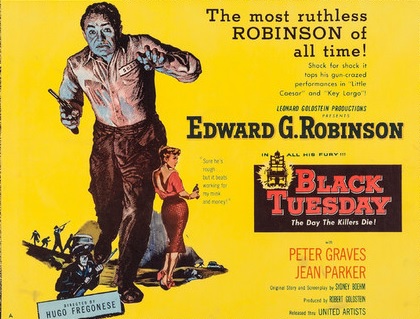 The most ruthless
ROBINSON of
all time!
Shock for shock it
tops his gun-crazed
performances in "Little
Caesar" and "Key Largo"!
LEONARD GOLDSTEIN PRODUCTIONS
PRESENTS
EDWARD G. ROBINSON
IN ALL HIS FURY in
BLACK
TUESDAY
The Day The Killers Die!
"Sure he's
rough...
but it beats
working for
my mink
and money!"
with
PETER GRAVES
JEAN PARKER
Original Story and Screenplay by SYDNEY BOEHM
Produced by ROBERT GOLDSTEIN
Released thru UNITED ARTISTS
DIRECTED BY
HUGO FREGONESE
A